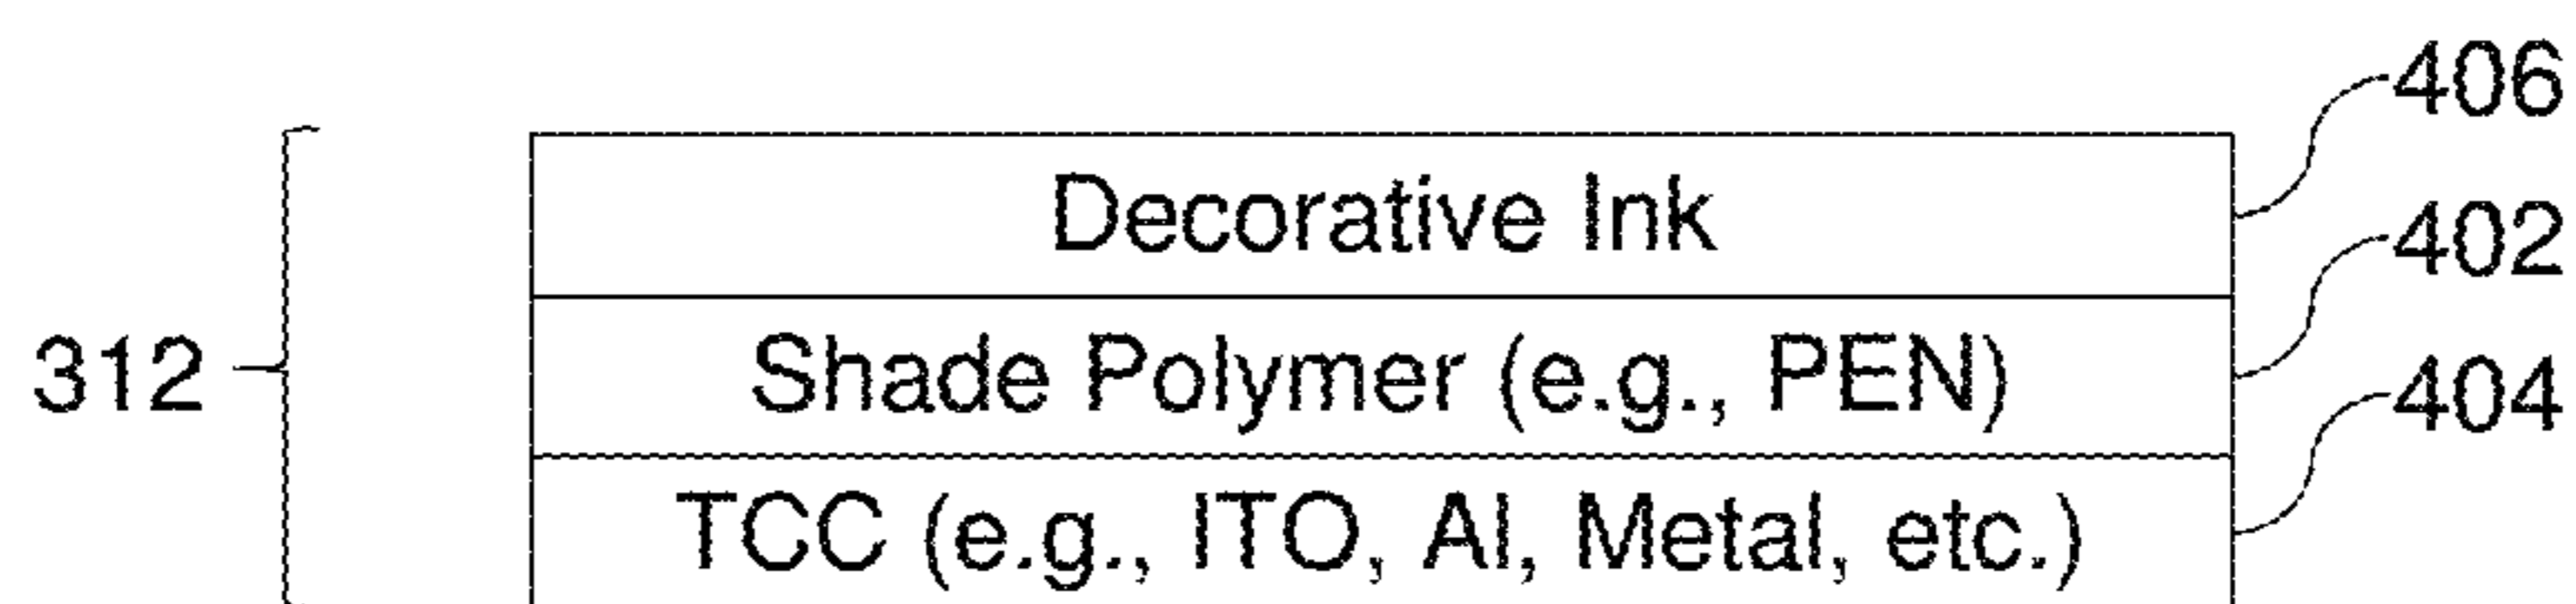 406
Decorative Ink
402
312
Shade Polymer (e.g., PEN)
404
TCC (e.g., ITO, Al, Metal, etc.)